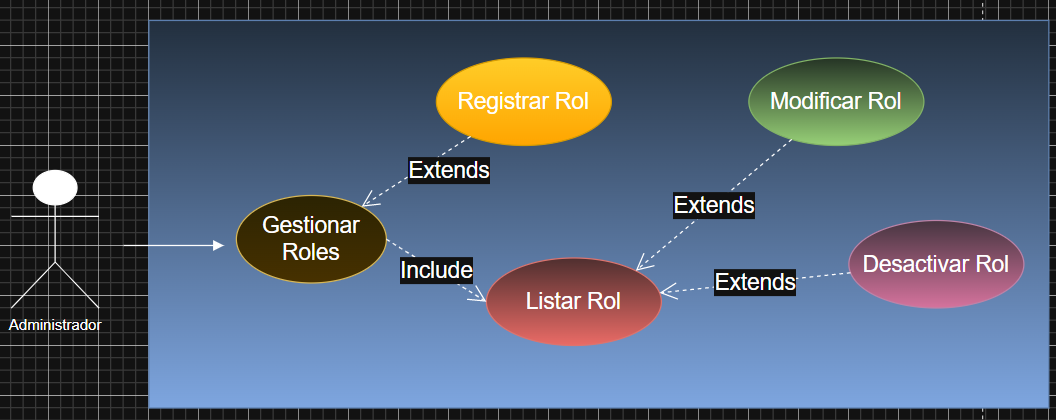 Registrar Rol
Modificar Rol
Extends
Extends
Gestionar
Roles
Include
Listar Rol
Extends
Desactivar Rol
Administrador